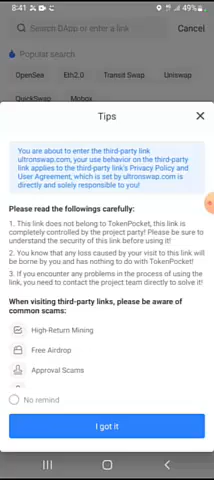 8:41
49%
Search DApp or enter a link
Cancel
Popular search
OpenSea Eth2.0 Transit Swap Uniswap
QuickSwap Mobox
Tips
You are about to enter the third-party link
ultronswap.com, your use behavior on the third-party
link applies to the third-party link's Privacy Policy and
User Agreement, which is set by ultronswap.com is
directly and solely responsible to you!
Please read the followings carefully:
1. This link does not belong to TokenPocket, this link is
completely controlled by the project party! Please be sure to
understand the security of this link before using it!
2. You know that any loss caused by your visit to this link will
be borne by you and has nothing to do with TokenPocket!
3. If you encounter any problems in the process of using the
link, you need to contact the project team directly to solve it!
When visiting third-party links, please be aware of
common scams:
High-Return Mining
Free Airdrop
Approval Scams
No remind
I got it